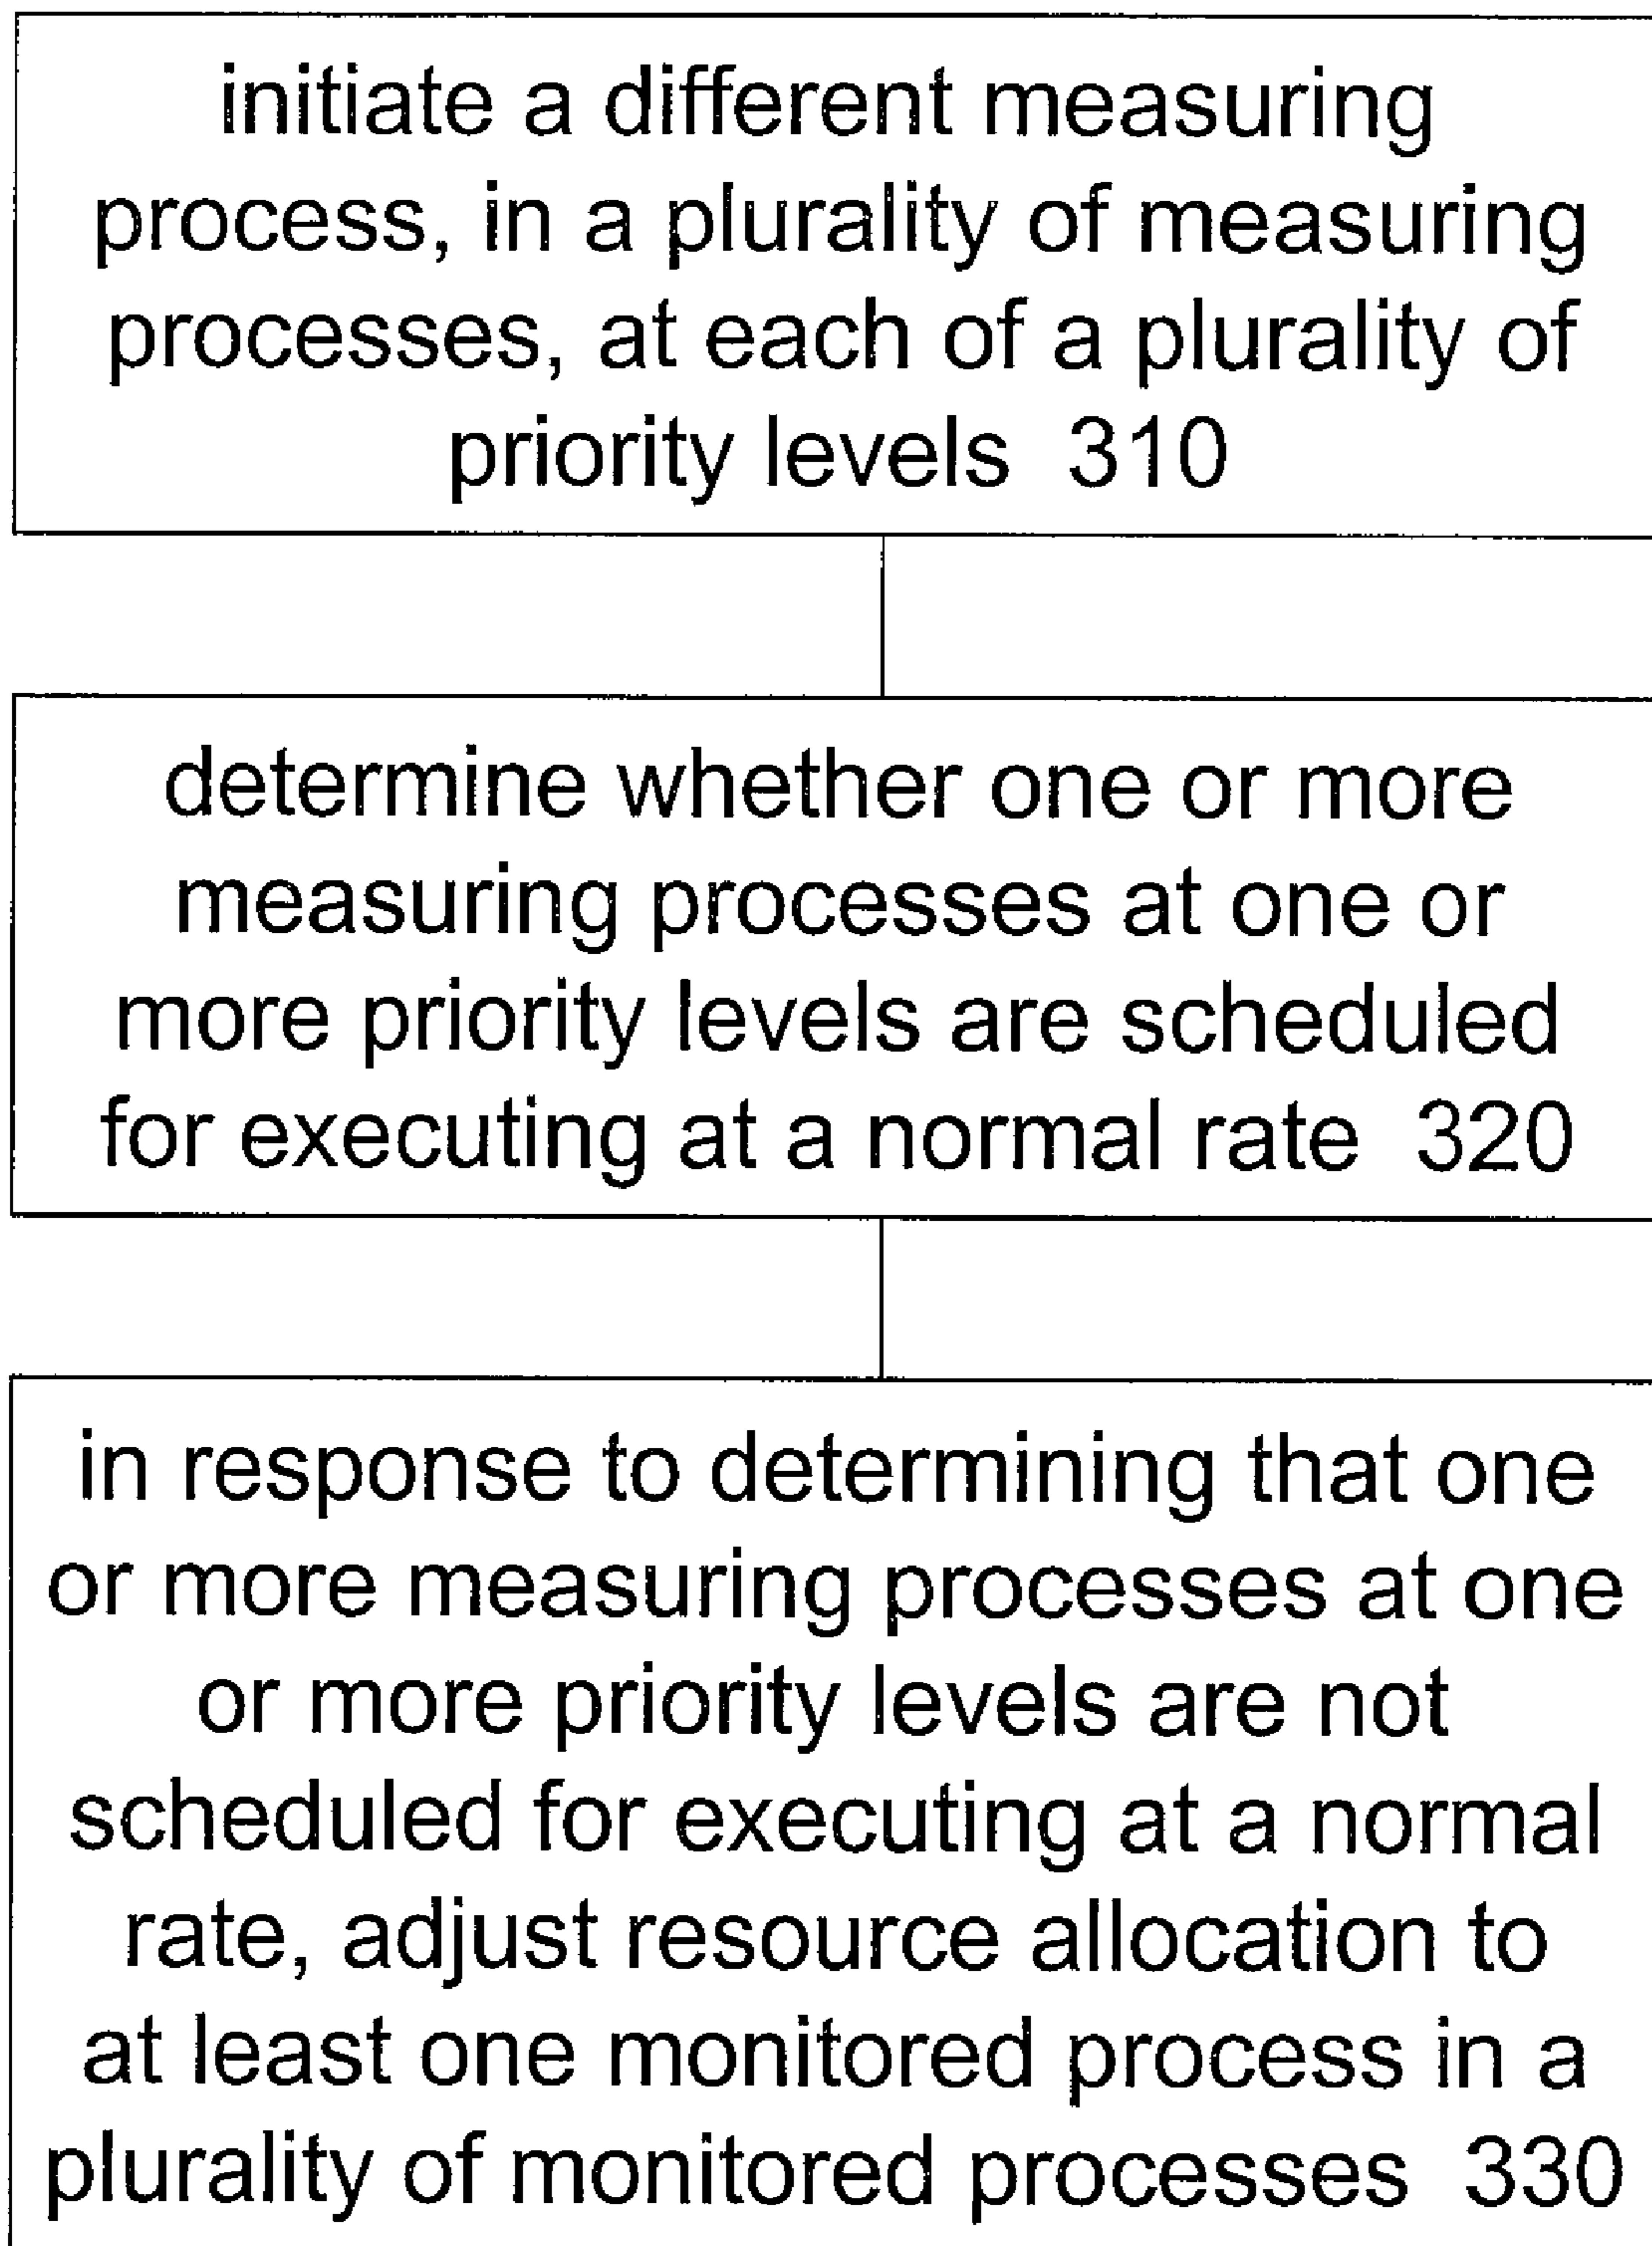 initiate a different measuring
process, in a plurality of measuring
processes, at each of a plurality of
priority levels 310
determine whether one or more
measuring processes at one or
more priority levels are scheduled
for executing at a normal rate 320
in response to determining that one
or more measuring processes at one
or more priority levels are not
scheduled for executing at a normal
rate, adjust resource allocation to
at least one monitored process in a
plurality of monitored processes 330